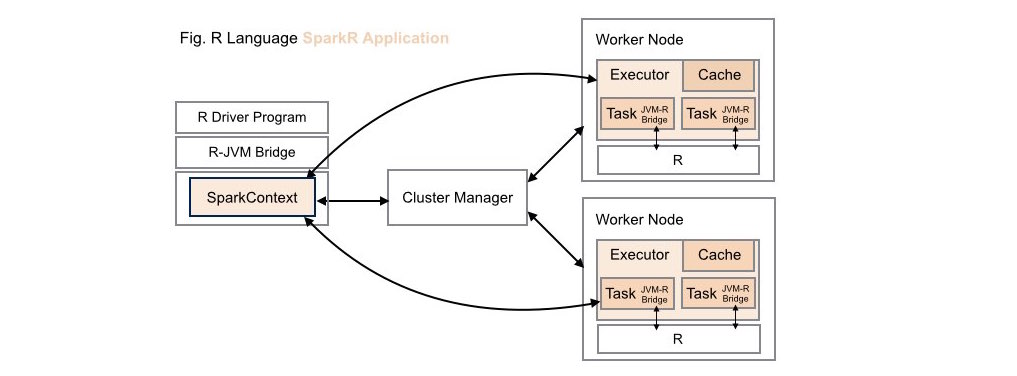 Fig. R Language SparkR Application
R Driver Program
R-JVM Bridge
SparkContext
Cluster Manager
Worker Node
Executor
Cache
Task JVM-R
Bridge
Task JVM-R
Bridge
R
Worker Node
Executor
Cache
Task JVM-R
Bridge
Task JVM-R
Bridge
R